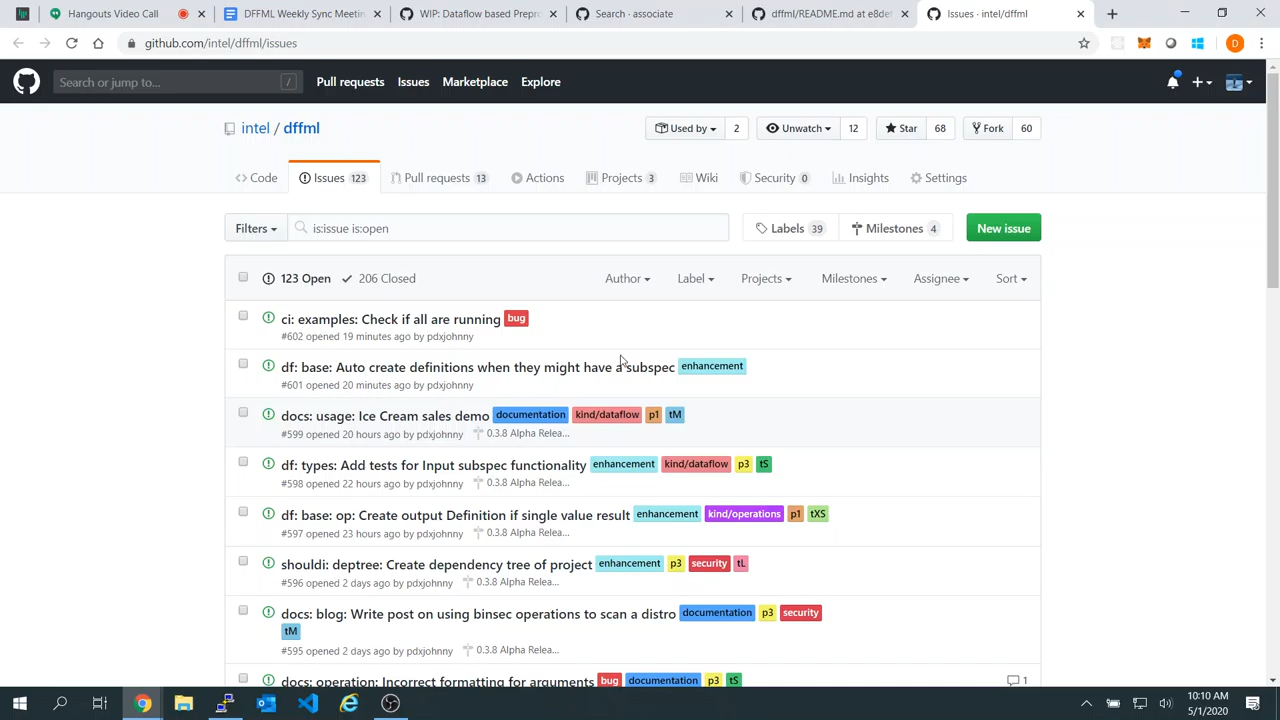 Hangouts Video Call
DFFML Weekly Sync Meetin
WIP: Dataflow based Prepro
Search · associate
dffml/README.md at e8def
Issues · intel/dffml
github.com/intel/dffml/issues
D
Search or jump to...
/
Pull requests
Issues
Marketplace
Explore
intel / dffml
Used by
2
Unwatch
12
Star
68
Fork
60
Code
Issues 123
Pull requests 13
Actions
Projects 3
Wiki
Security 0
Insights
Settings
Filters
is:issue is:open
Labels 39
Milestones 4
New issue
123 Open
206 Closed
Author
Label
Projects
Milestones
Assignee
Sort
ci: examples: Check if all are running bug
#602 opened 19 minutes ago by pdxjohnny
df: base: Auto create definitions when they might have a subspec enhancement
#601 opened 20 minutes ago by pdxjohnny
docs: usage: Ice Cream sales demo documentation kind/dataflow p1 tM
#599 opened 20 hours ago by pdxjohnny 0.3.8 Alpha Relea...
df: types: Add tests for Input subspec functionality enhancement kind/dataflow p3 tS
#598 opened 22 hours ago by pdxjohnny 0.3.8 Alpha Relea...
df: base: op: Create output Definition if single value result enhancement kind/operations p1 tXS
#597 opened 23 hours ago by pdxjohnny 0.3.8 Alpha Relea...
shouldi: deptree: Create dependency tree of project enhancement p3 security tL
#596 opened 2 days ago by pdxjohnny 0.3.8 Alpha Relea...
docs: blog: Write post on using binsec operations to scan a distro documentation p3 security
tM
#595 opened 2 days ago by pdxjohnny 0.3.8 Alpha Relea...
docs: operation: Incorrect formatting for arguments bug documentation p3 tS
1
10:10 AM
5/1/2020